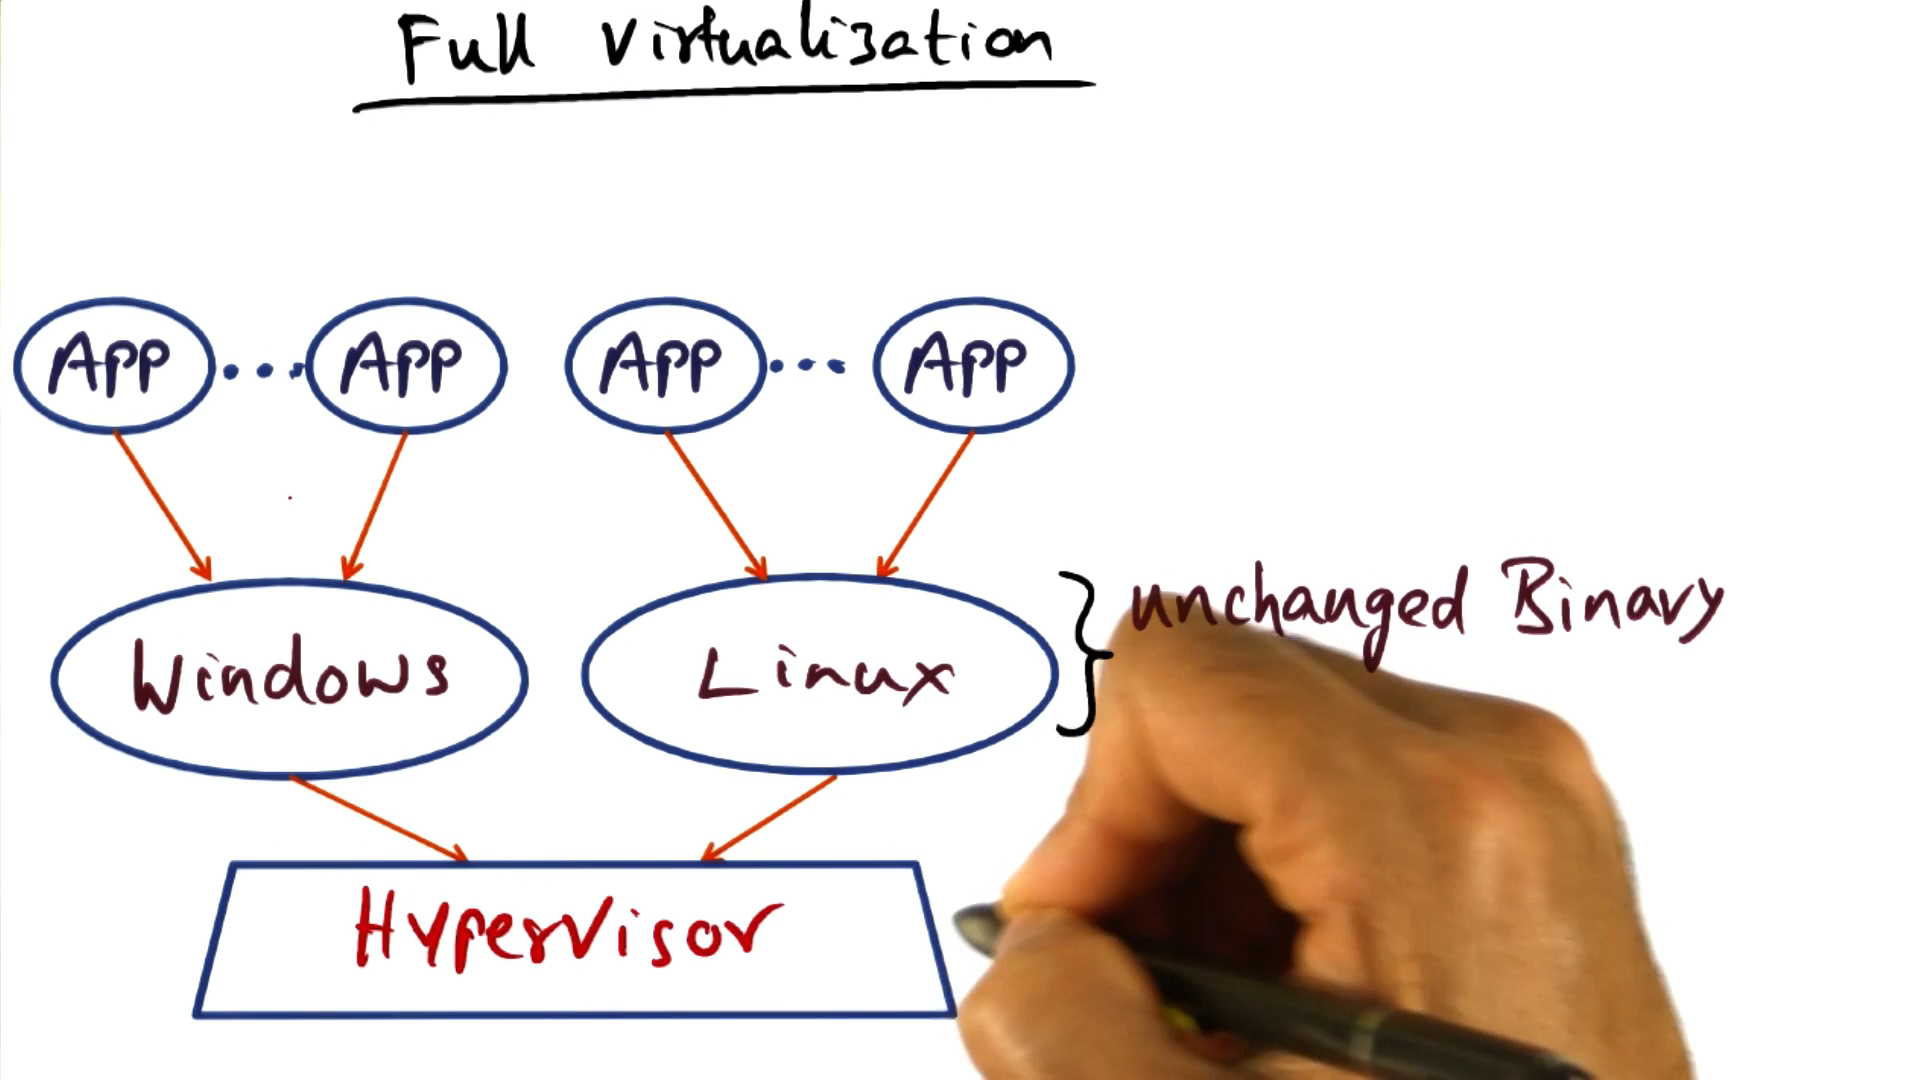 Full Virtualization
App ... App App ... App
Windows Linux
unchanged Binary
Hypervisor